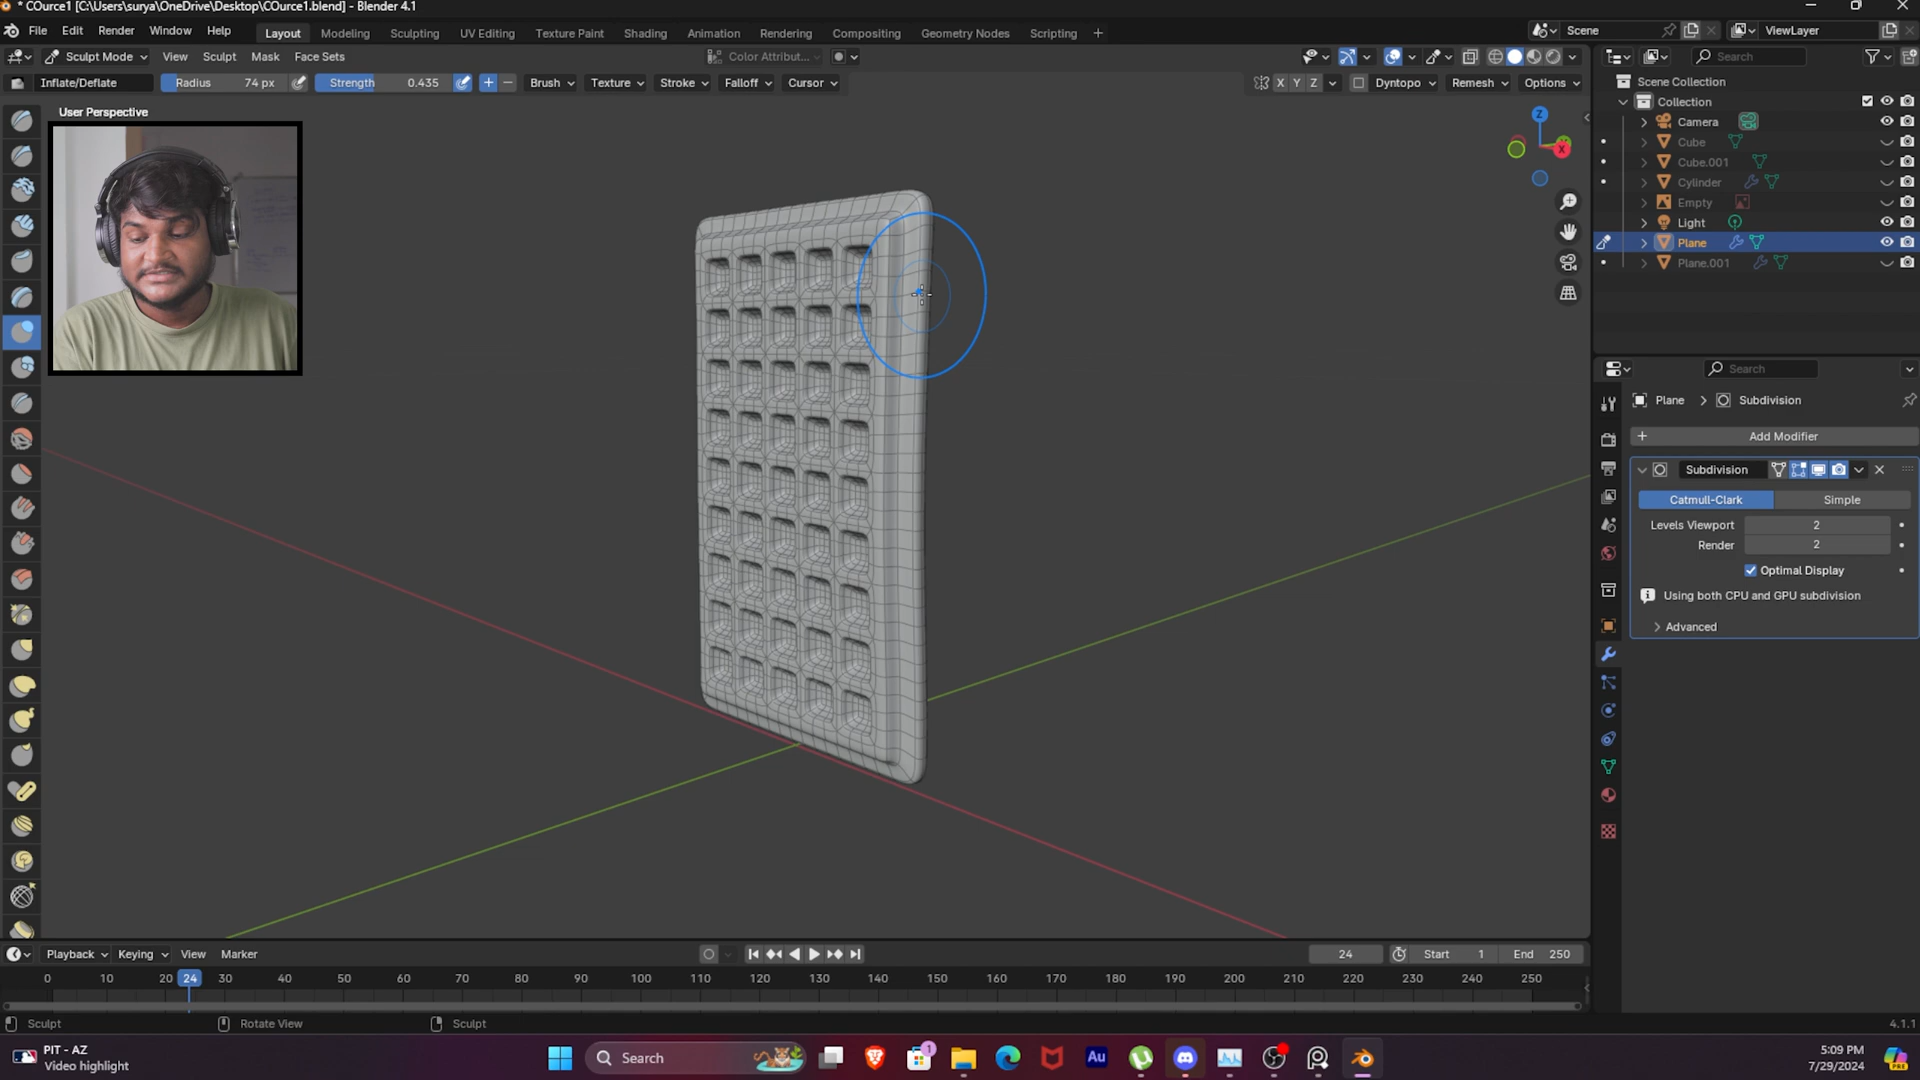 * COurce1 [C:\Users\surya\OneDrive\Desktop\COurce1.blend] - Blender 4.1
File Edit Render Window Help Layout Modeling Sculpting UV Editing Texture Paint Shading Animation Rendering Compositing Geometry Nodes Scripting + Scene ViewLayer
Sculpt Mode View Sculpt Mask Face Sets Color Attribut... Search
Inflate/Deflate Radius 74 px Strength 0.435 Brush Texture Stroke Falloff Cursor X Y Z Dyntopo Remesh Options
Scene Collection
Collection
User Perspective
Camera
Cube
Cube.001
Cylinder
Empty
Light
Plane
Plane.001
Z
X
Search
Plane > Subdivision
+ Add Modifier
Subdivision
Catmull-Clark Simple
Levels Viewport 2
Render 2
Optimal Display
Using both CPU and GPU subdivision
Advanced
Playback Keying View Marker 24 Start 1 End 250
0 10 20 24 30 40 50 60 70 80 90 100 110 120 130 140 150 160 170 180 190 200 210 220 230 240 250
Sculpt Rotate View Sculpt 4.1.1
PIT - AZ
Video highlight
Search
1
Au
5:09 PM
7/29/2024
PRE